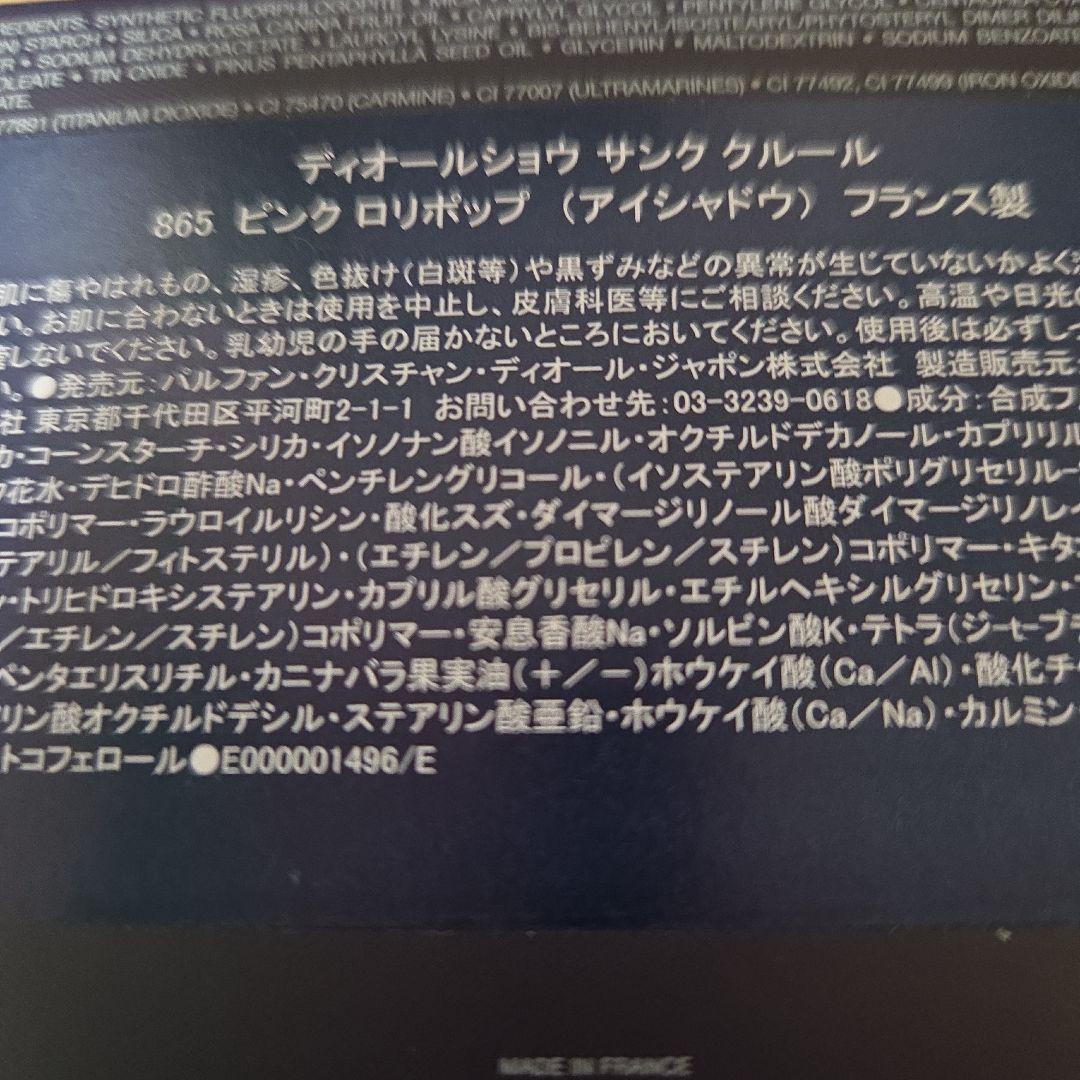 REDIENTS: SYNTHETIC FLUORPHLOGOPITE PENTYLENE GLYCOL
STARCH • SILICA • ROSA CANINA FRUIT OIL • CAPRYLYL GLYCOL • BIS-BEHENYL/ISOSTEARYL/PHYTOSTERYL DIMER
• SODIUM DEHYDROACETATE • LAUROYL LYSINE • GLYCERIN • MALTODEXTRIN • SODIUM BENZOATE
OLEATE • TIN OXIDE • PINUS PENTAPHYLLA SEED OIL
ATE
77891 (TITANIUM DIOXIDE) • CI 75470 (CARMINE) • CI 77007 (ULTRAMARINES) • CI 77492, CI 77499 (IRON OXIDE
ディオールショウ サンク クルール
865 ピンク ロリポップ (アイシャドウ) フランス製
肌に傷やはれもの、湿疹、色抜け(白斑等)や黒ずみなどの異常が生じていないかよく
い。お肌に合わないときは使用を中止し、皮膚科医等にご相談ください。高温や日光の
しないでください。乳幼児の手の届かないところにおいてください。使用後は必ずし
い。●発売元:パルファン・クリスチャン・ディオール・ジャポン株式会社 製造販売元:
社 東京都千代田区平河町2-1-1 お問い合わせ先:03-3239-0618●成分:合成フ
カ・コーンスターチ・シリカ・イソノナン酸イソノニル・オクチルドデカノール・カプリリル
花水・デヒドロ酢酸Na・ペンチレングリコール・(イソステアリン酸ポリグリセリル-
コポリマー・ラウロイルリシン・酸化スズ・ダイマージリノール酸ダイマージリノレイ
テアリル/フィトステリル)・(エチレン/プロピレン/スチレン)コポリマー・キタ
ン・トリヒドロキシステアリン・カプリル酸グリセリル・エチルヘキシルグリセリン・
/エチレン/スチレン)コポリマー・安息香酸Na・ソルビン酸K・テトラ(ジ-t-ブチ
ペンタエリスリチル・カニナバラ果実油(+/-)ホウケイ酸(Ca/Al)・酸化チ
リン酸オクチルドデシル・ステアリン酸亜鉛・ホウケイ酸(Ca/Na)・カルミン
トコフェロール●E000001496/E
MADE IN FRANCE